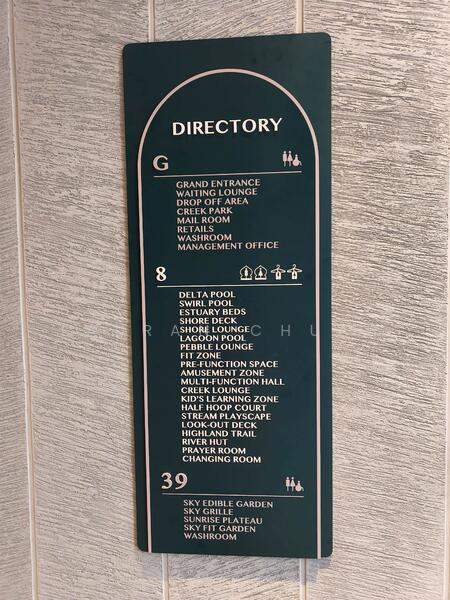 DIRECTORY
G
GRAND ENTRANCE
WAITING LOUNGE
DROP OFF AREA
CREEK PARK
MAIL ROOM
RETAILS
WASHROOM
MANAGEMENT OFFICE
8
DELTA POOL
SWIRL POOL
ESTUARY BEDS
SHORE DECK
SHORE LOUNGE
LAGOON POOL
PEBBLE LOUNGE
FIT ZONE
PRE-FUNCTION SPACE
AMUSEMENT ZONE
MULTI-FUNCTION HALL
CREEK LOUNGE
KID'S LEARNING ZONE
HALF HOOP COURT
STREAM PLAYSCAPE
LOOK-OUT DECK
HIGHLAND TRAIL
RIVER HUT
PRAYER ROOM
CHANGING ROOM
39
SKY EDIBLE GARDEN
SKY GRILLE
SUNRISE PLATEAU
SKY FIT GARDEN
WASHROOM